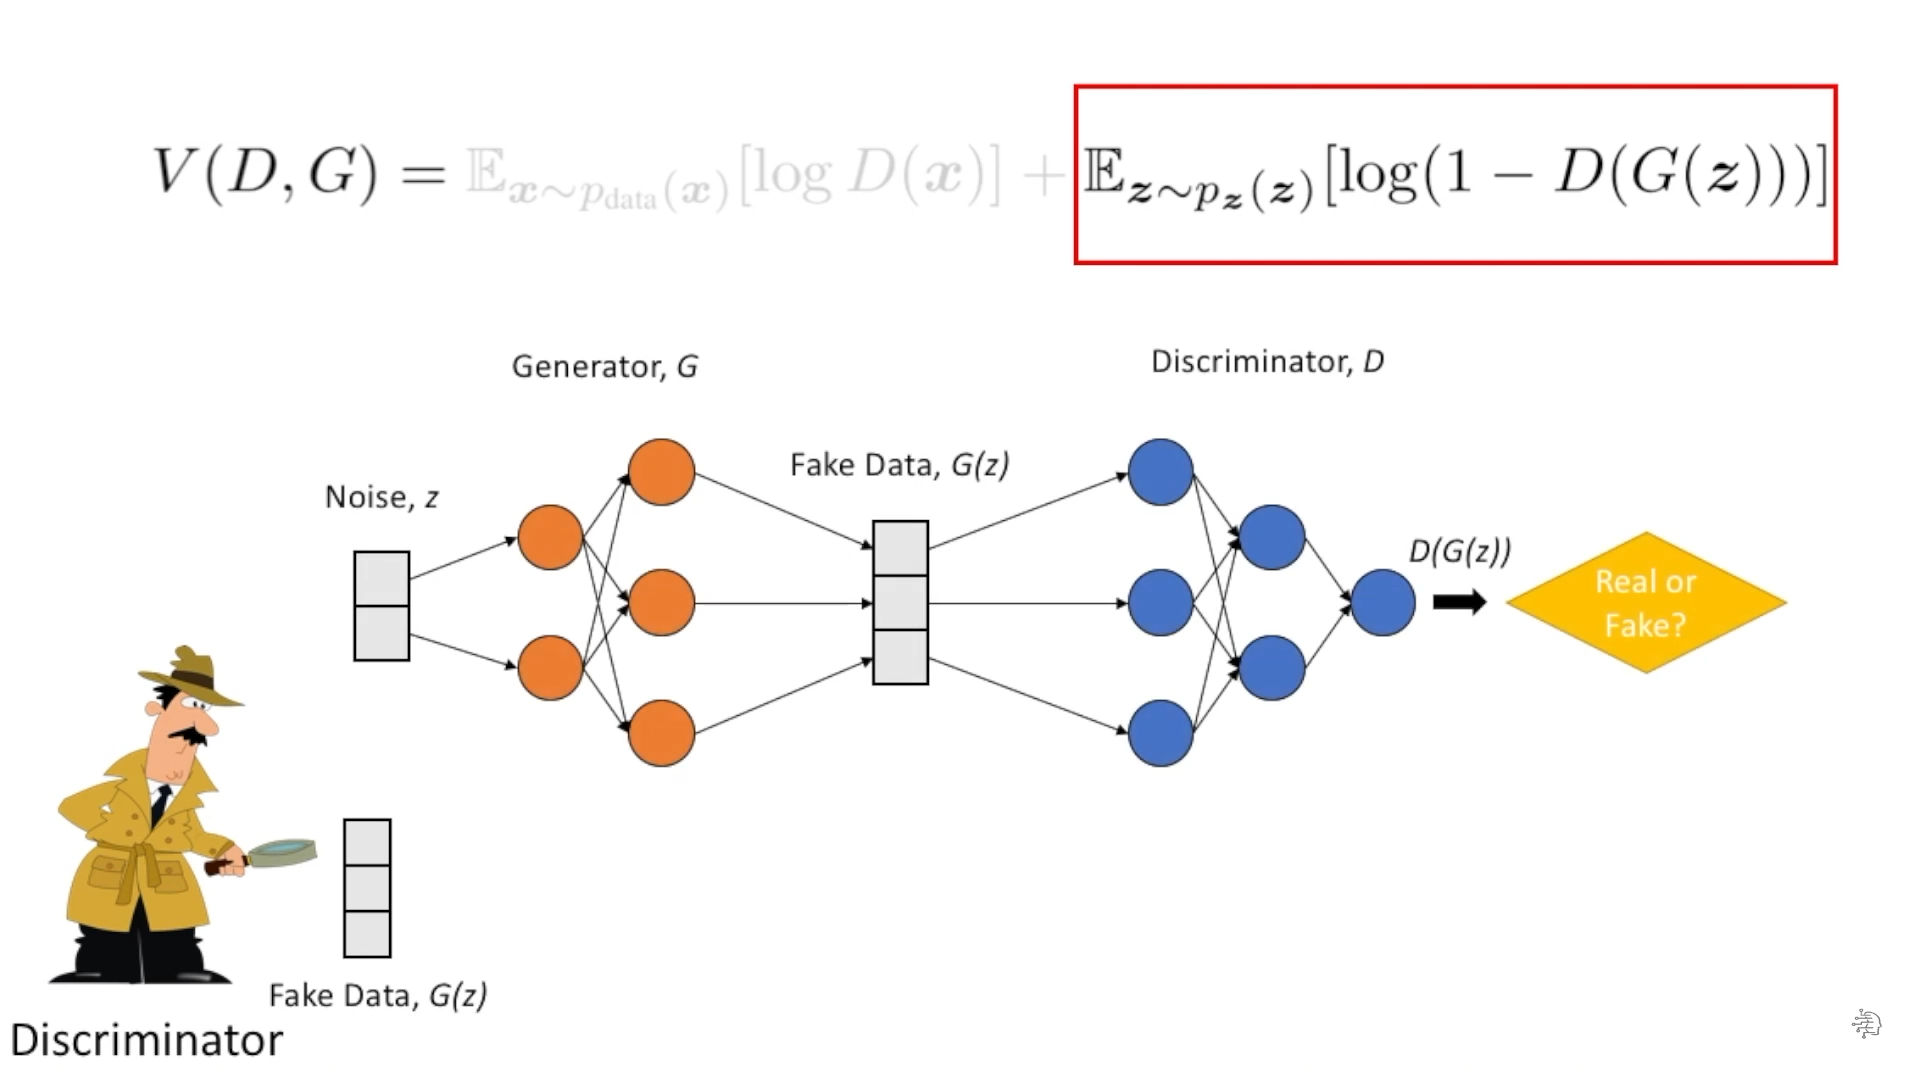 V(D, G) = 𝔼_{x∼p_data(x)}[log D(x)] + 𝔼_{z∼p_z(z)}[log(1 − D(G(z)))]
Generator, G
Discriminator, D
Fake Data, G(z)
Noise, z
D(G(z))
Real or
Fake?
Fake Data, G(z)
Discriminator